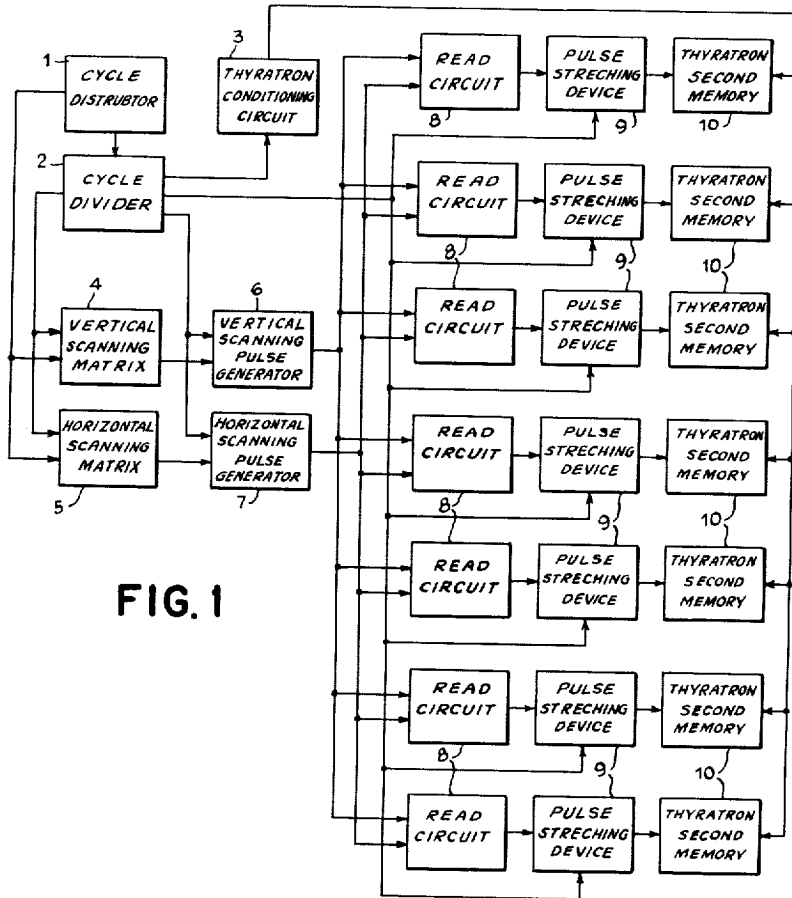 1
CYCLE
DISTRUBTOR
2
CYCLE
DIVIDER
3
THYRATRON
CONDITIONING
CIRCUIT
4
VERTICAL
SCANNING
MATRIX
HORIZONTAL
SCANNING
MATRIX
5
6
VERTICAL
SCANNING
PULSE
GENERATOR
HORIZONTAL
SCANNING
PULSE
GENERATOR
7
FIG. 1
READ
CIRCUIT
8
PULSE
STRECHING
DEVICE
9
THYRATRON
SECOND
MEMORY
10
READ
CIRCUIT
PULSE
STRECHING
DEVICE
THYRATRON
SECOND
MEMORY
8
9
10
READ
CIRCUIT
PULSE
STRECHING
DEVICE
THYRATRON
SECOND
MEMORY
READ
CIRCUIT
PULSE
STRECHING
DEVICE
THYRATRON
SECOND
MEMORY
8
9
10
READ
CIRCUIT
PULSE
STRECHING
DEVICE
THYRATRON
SECOND
MEMORY
READ
CIRCUIT
PULSE
STRECHING
DEVICE
THYRATRON
SECOND
MEMORY
8
9
10
READ
CIRCUIT
PULSE
STRECHING
DEVICE
THYRATRON
SECOND
MEMORY